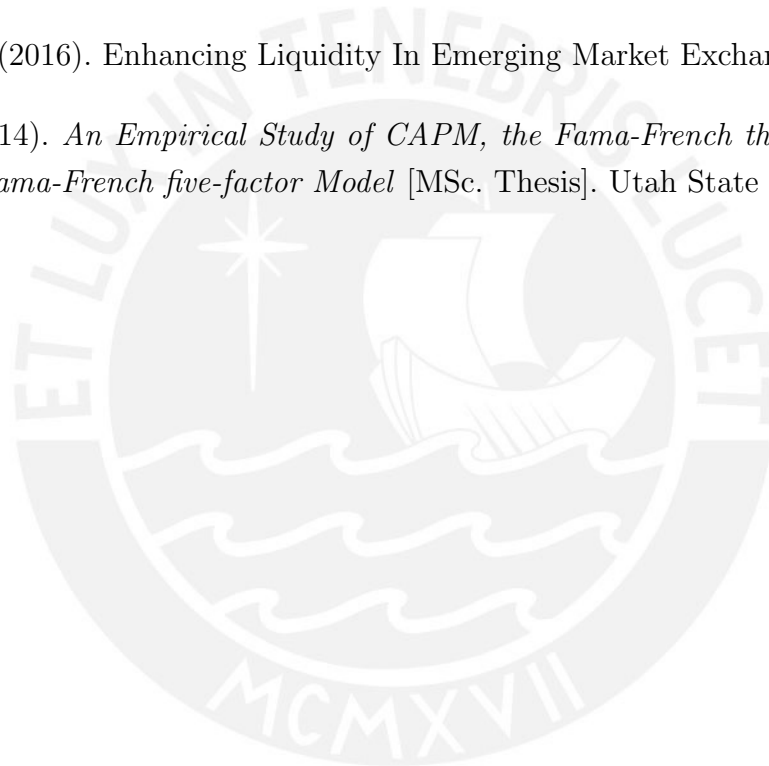 (2016). Enhancing Liquidity In Emerging Market Exchan
14). An Empirical Study of CAPM, the Fama-French th
ama-French five-factor Model [MSc. Thesis]. Utah State
ET LUX IN TENEBRIS LUCET
MCMXVII